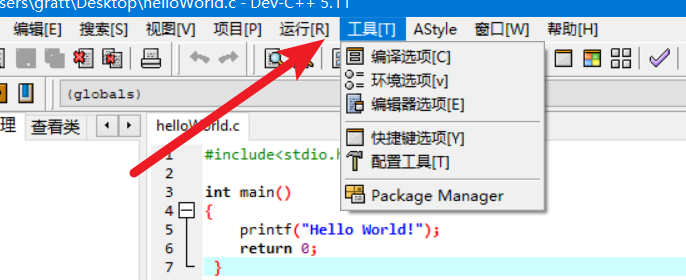 sers\gratt\Desktop\helloWorld.c - Dev-C++ 5.11
编辑[E] 搜索[S] 视图[V] 项目[P] 运行[R] 工具[T] AStyle 窗口[W] 帮助[H]
编译选项[C]
环境选项[v]
编辑器选项[E]
快捷键选项[Y]
配置工具[T]
Package Manager
(globals)
理 查看类
helloWorld.c
1 #include<stdio.h
2
3 int main()
4 {
5 printf("Hello World!");
6 return 0;
7 }